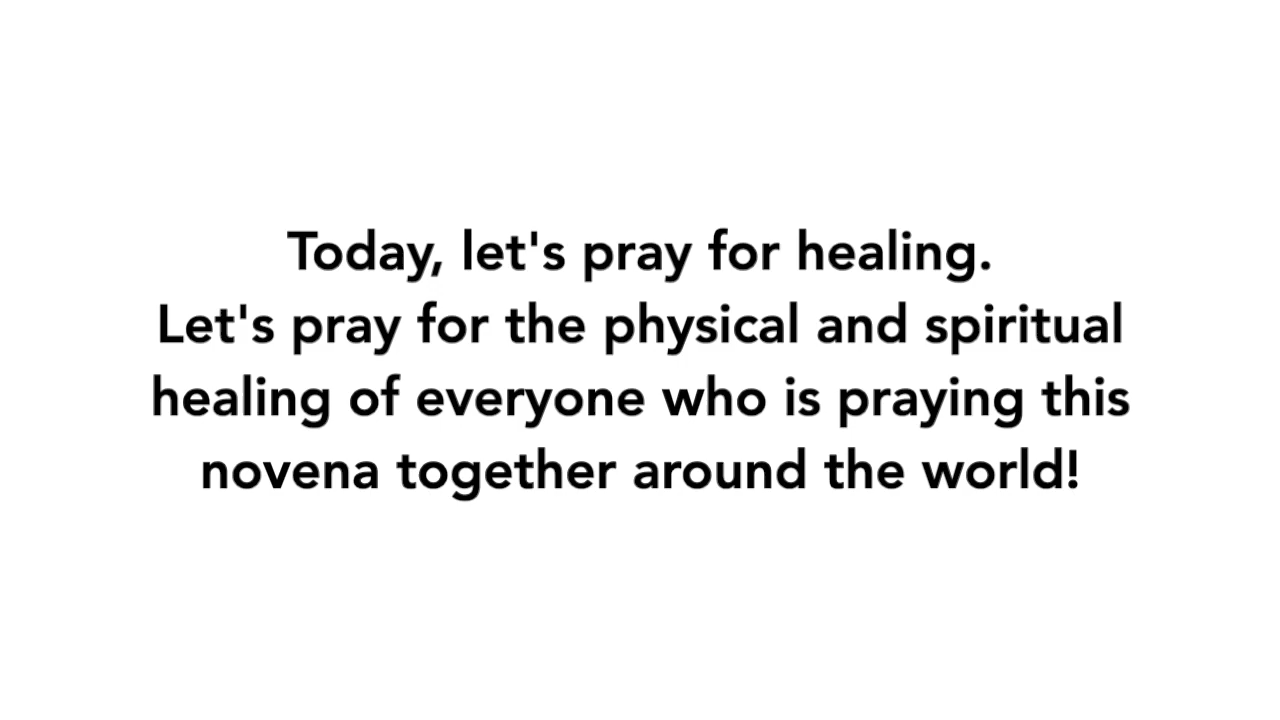 Today, let's pray for healing.
Let's pray for the physical and spiritual
healing of everyone who is praying this
novena together around the world!